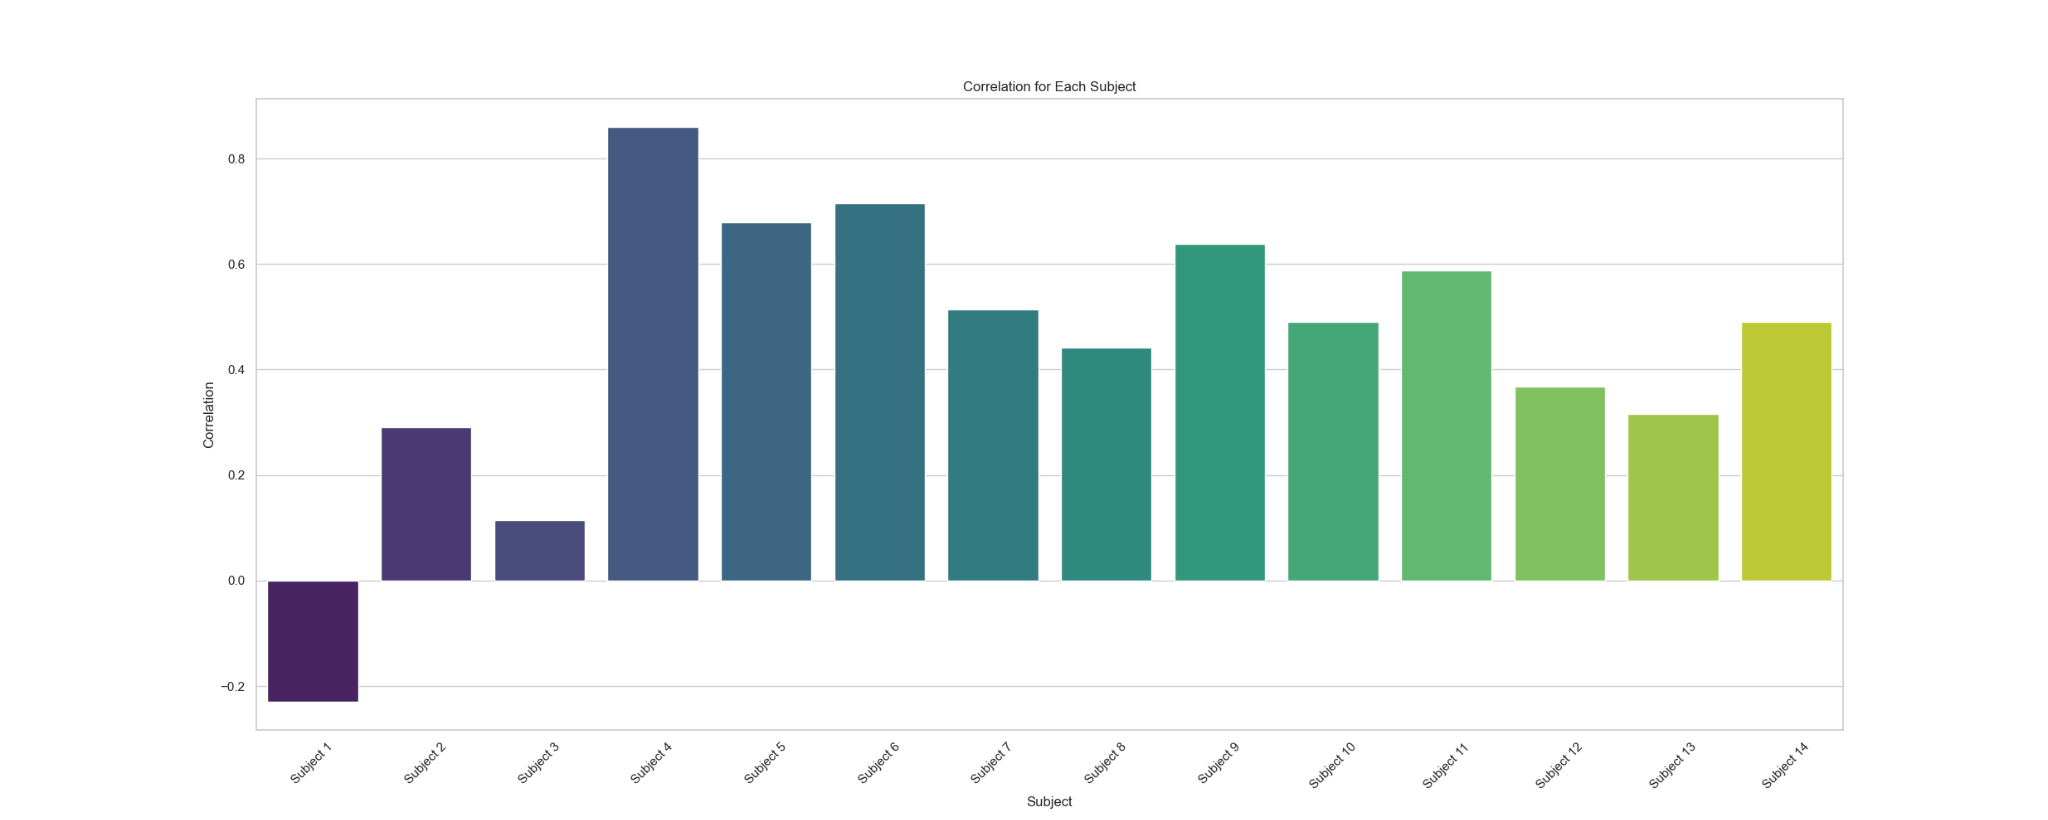 Correlation for Each Subject
0.8
0.6
0.4
0.2
0.0
−0.2
Correlation
Subject 1
Subject 2
Subject 3
Subject 4
Subject 5
Subject 6
Subject 7
Subject 8
Subject 9
Subject 10
Subject 11
Subject 12
Subject 13
Subject 14
Subject